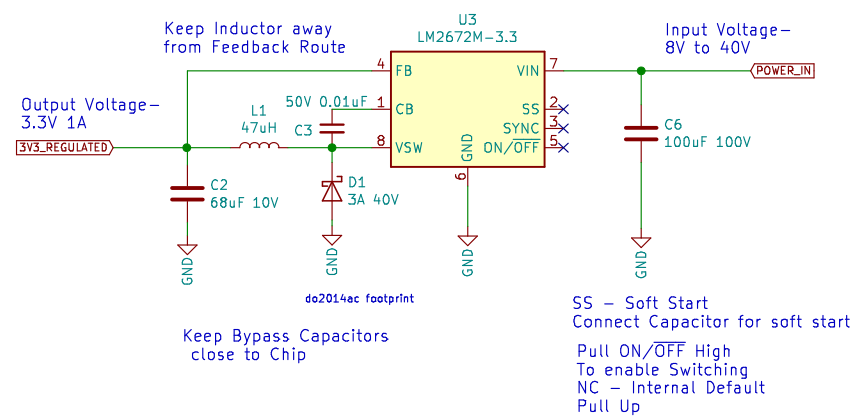 Keep Inductor away
from Feedback Route
U3
LM2672M-3.3
Input Voltage-
8V to 40V
4
FB
VIN
7
POWER_IN
Output Voltage-
3.3V 1A
L1
47uH
50V 0.01uF
C3
1
CB
SS
2
SYNC
3
C6
100uF 100V
3V3_REGULATED
8
VSW
GND
ON/OFF
5
6
C2
68uF 10V
D1
3A 40V
GND
GND
GND
GND
do2014ac footprint
SS - Soft Start
Connect Capacitor for soft start
Keep Bypass Capacitors
close to Chip
Pull ON/OFF High
To enable Switching
NC - Internal Default
Pull Up